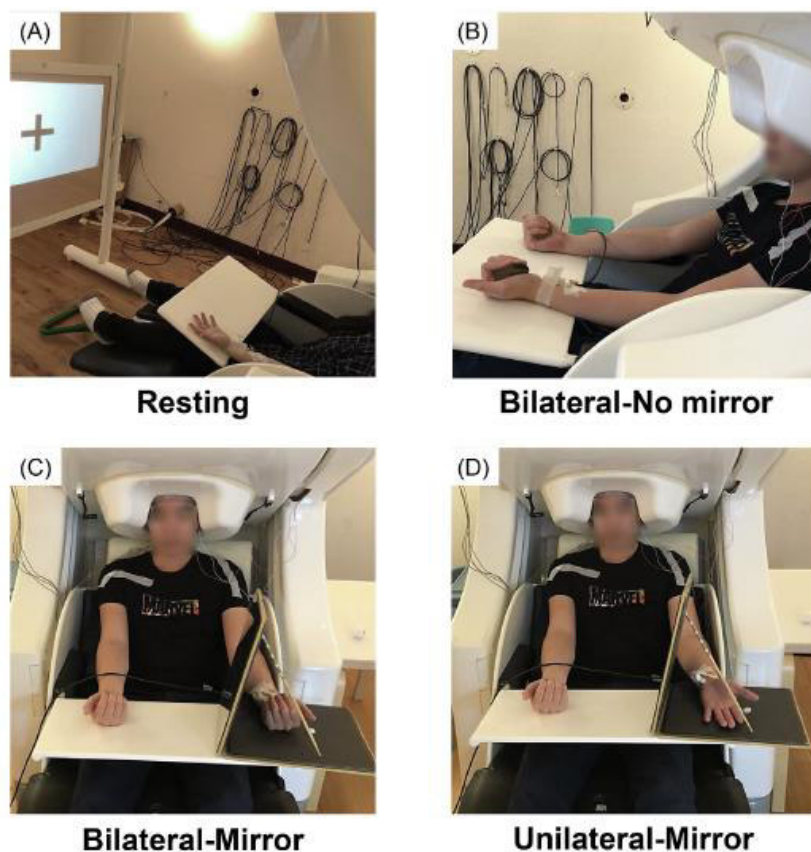 (A)
(B)
Resting
Bilateral-No mirror
(C)
(D)
MARVEL
MARVEL
Bilateral-Mirror
Unilateral-Mirror